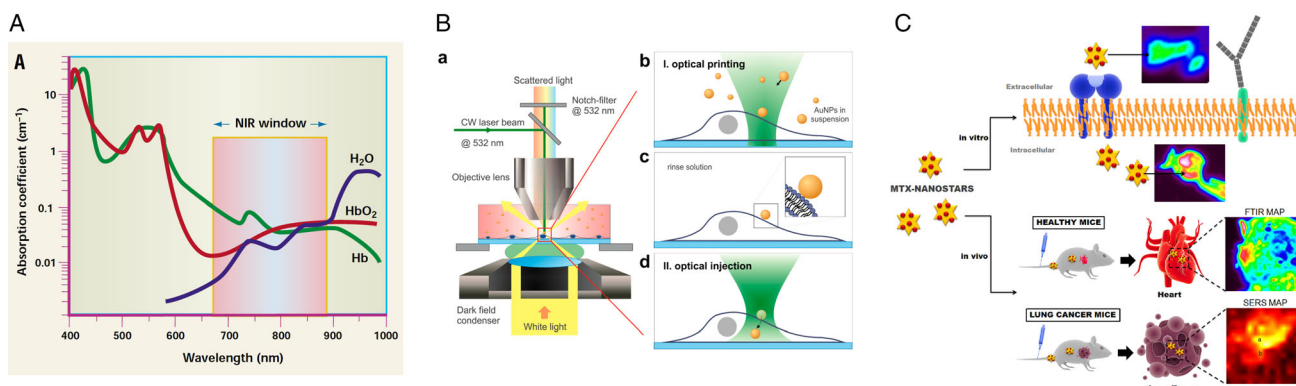 A
A
Absorption coefficient (cm⁻¹)
10
1
0.1
0.01
NIR window
H₂O
HbO₂
Hb
400
500
600
700
800
900
1000
Wavelength (nm)
B
a
Scattered light
Notch-filter
@ 532 nm
CW laser beam
@ 532 nm
Objective lens
Dark field
condenser
White light
b
I. optical printing
AuNPs in
suspension
c
rinse solution
d
II. optical injection
C
Extracellular
Intracellular
in vitro
MTX-NANOSTARS
in vivo
HEALTHY MICE
Heart
FTIR MAP
LUNG CANCER MICE
SERS MAP
a
b